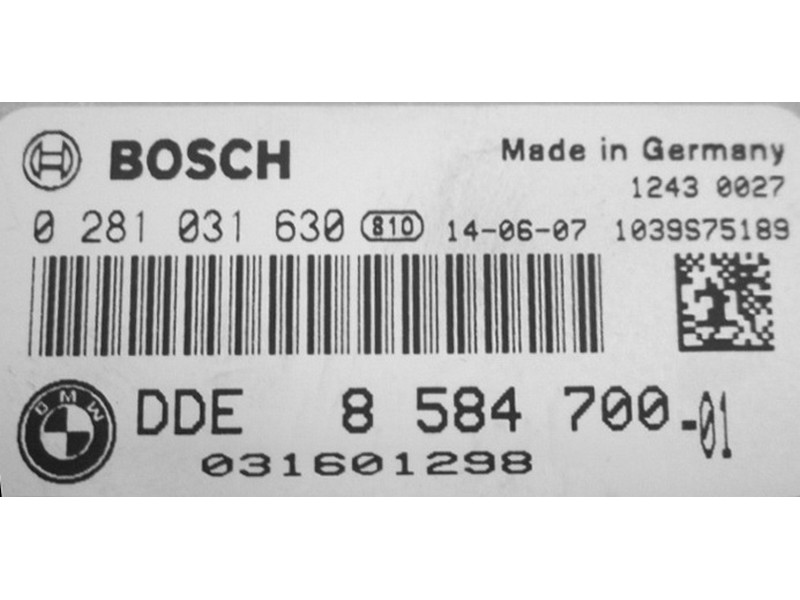 BOSCH
Made in Germany
1243 0027
0 281 031 630 810 14-06-07 1039S75189
BMW
DDE 8 584 700-01
031601298